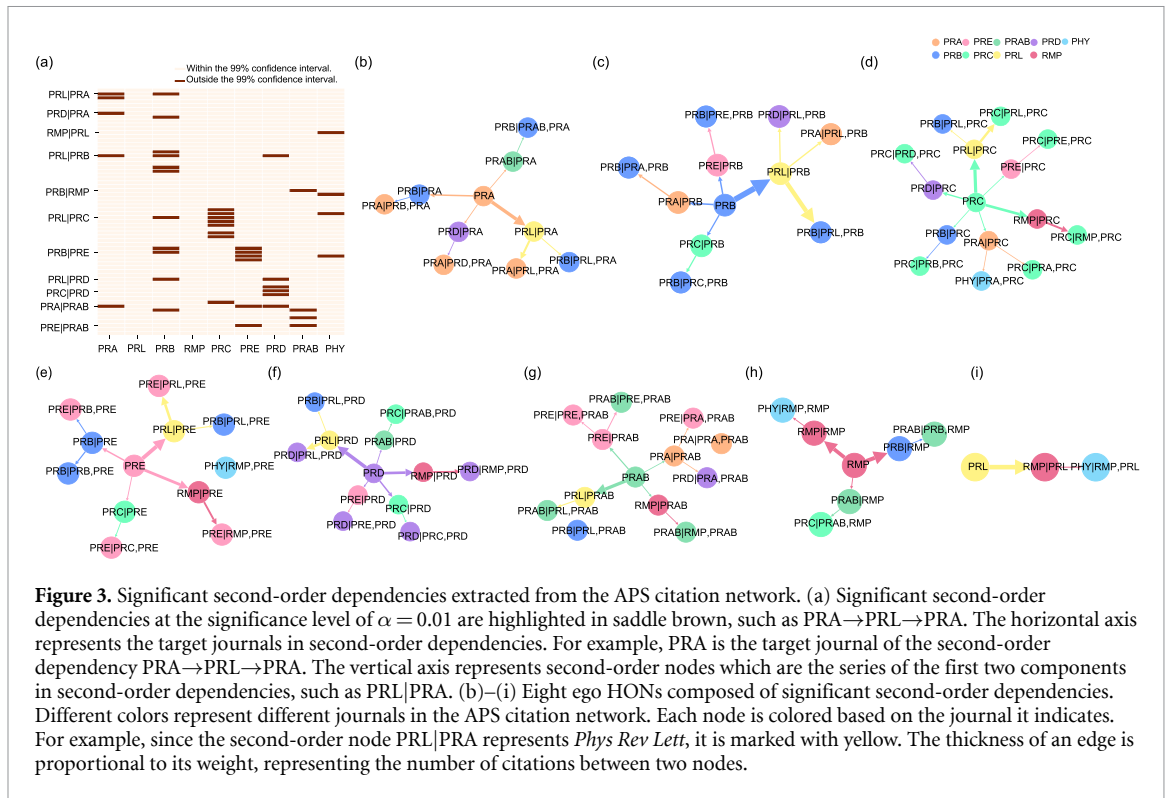 PRA PRE PRAB PRD PHY
PRB PRC PRL RMP
(a)
Within the 99% confidence interval.
Outside the 99% confidence interval.
PRL|PRA
PRD|PRA
RMP|PRL
PRL|PRB
PRB|RMP
PRL|PRC
PRB|PRE
PRL|PRD
PRC|PRD
PRA|PRAB
PRE|PRAB
PRA PRL PRB RMP PRC PRE PRD PRAB PHY
(b)
PRB|PRAB,PRA
PRAB|PRA
PRB|PRA
PRA
PRA|PRB,PRA
PRD|PRA
PRL|PRA
PRA|PRD,PRA
PRA|PRL,PRA
PRB|PRL,PRA
(c)
PRB|PRE,PRB
PRD|PRL,PRB
PRA|PRL,PRB
PRB|PRA,PRB
PRE|PRB
PRL|PRB
PRA|PRB
PRB
PRC|PRB
PRB|PRL,PRB
PRB|PRC,PRB
(d)
PRB|PRL,PRC
PRC|PRL,PRC
PRC|PRE,PRC
PRC|PRD,PRC
PRL|PRC
PRE|PRC
PRD|PRC
PRC
RMP|PRC
PRB|PRC
PRA|PRC
PRC|RMP,PRC
PRC|PRB,PRC
PRC|PRA,PRC
PHY|PRA,PRC
(e)
PRE|PRL,PRE
PRE|PRB,PRE
PRL|PRE
PRB|PRL,PRE
PRB|PRE
PRB|PRB,PRE
PRE
PHY|RMP,PRE
RMP|PRE
PRC|PRE
PRE|RMP,PRE
PRE|PRC,PRE
(f)
PRB|PRL,PRD
PRC|PRAB,PRD
PRL|PRD
PRAB|PRD
PRD|PRL,PRD
PRD
RMP|PRD
PRD|RMP,PRD
PRE|PRD
PRC|PRD
PRD|PRE,PRD
PRD|PRC,PRD
(g)
PRAB|PRE,PRAB
PRE|PRE,PRAB
PRE|PRA,PRAB
PRE|PRAB
PRA|PRA,PRAB
PRA|PRAB
PRAB
PRD|PRA,PRAB
PRL|PRAB
RMP|PRAB
PRAB|PRL,PRAB
PRB|PRL,PRAB
PRAB|RMP,PRAB
(h)
PHY|RMP,RMP
RMP|RMP
PRAB|PRB,RMP
PRB|RMP
RMP
PRAB|RMP
PRC|PRAB,RMP
(i)
PRL
RMP|PRL
PHY|RMP,PRL
Figure 3. Significant second-order dependencies extracted from the APS citation network. (a) Significant second-order
dependencies at the significance level of α = 0.01 are highlighted in saddle brown, such as PRA→PRL→PRA. The horizontal axis
represents the target journals in second-order dependencies. For example, PRA is the target journal of the second-order
dependency PRA→PRL→PRA. The vertical axis represents second-order nodes which are the series of the first two components
in second-order dependencies, such as PRL|PRA. (b)–(i) Eight ego HONs composed of significant second-order dependencies.
Different colors represent different journals in the APS citation network. Each node is colored based on the journal it indicates.
For example, since the second-order node PRL|PRA represents Phys Rev Lett, it is marked with yellow. The thickness of an edge is
proportional to its weight, representing the number of citations between two nodes.